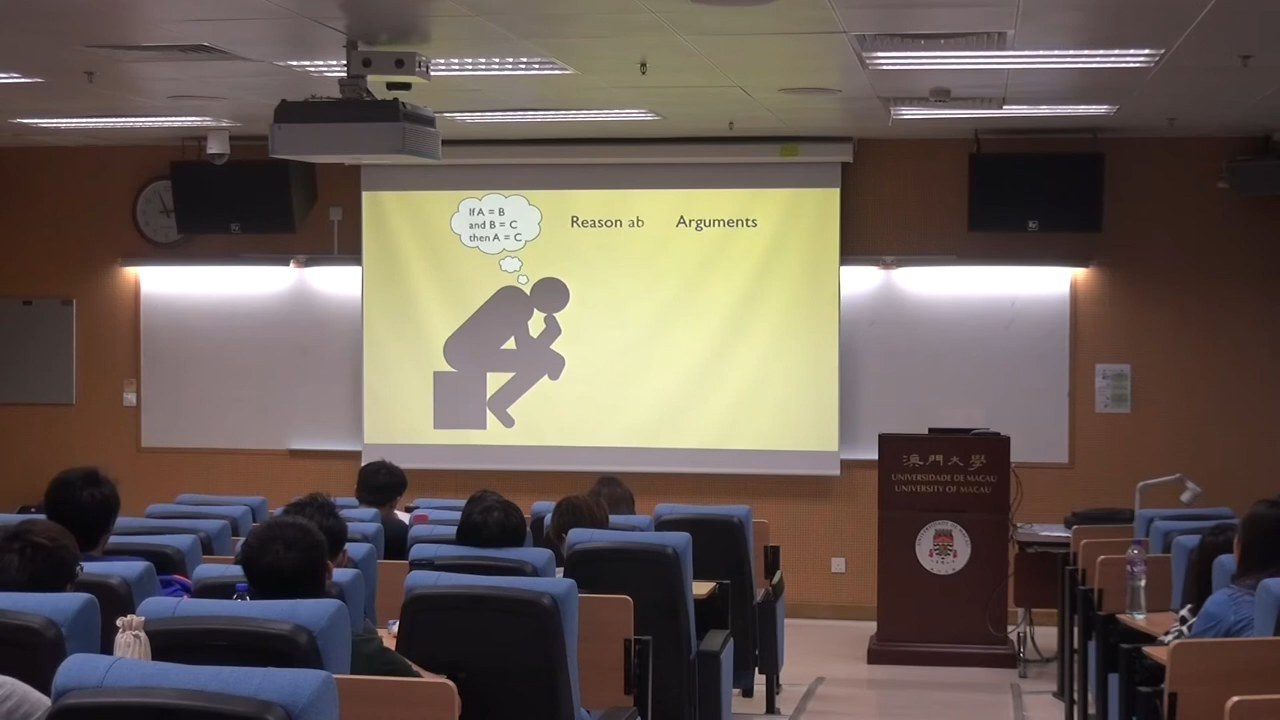 If A = B
and B = C
then A = C
Reason ab
Arguments
澳門大學
UNIVERSIDADE DE MACAU
UNIVERSITY OF MACAU